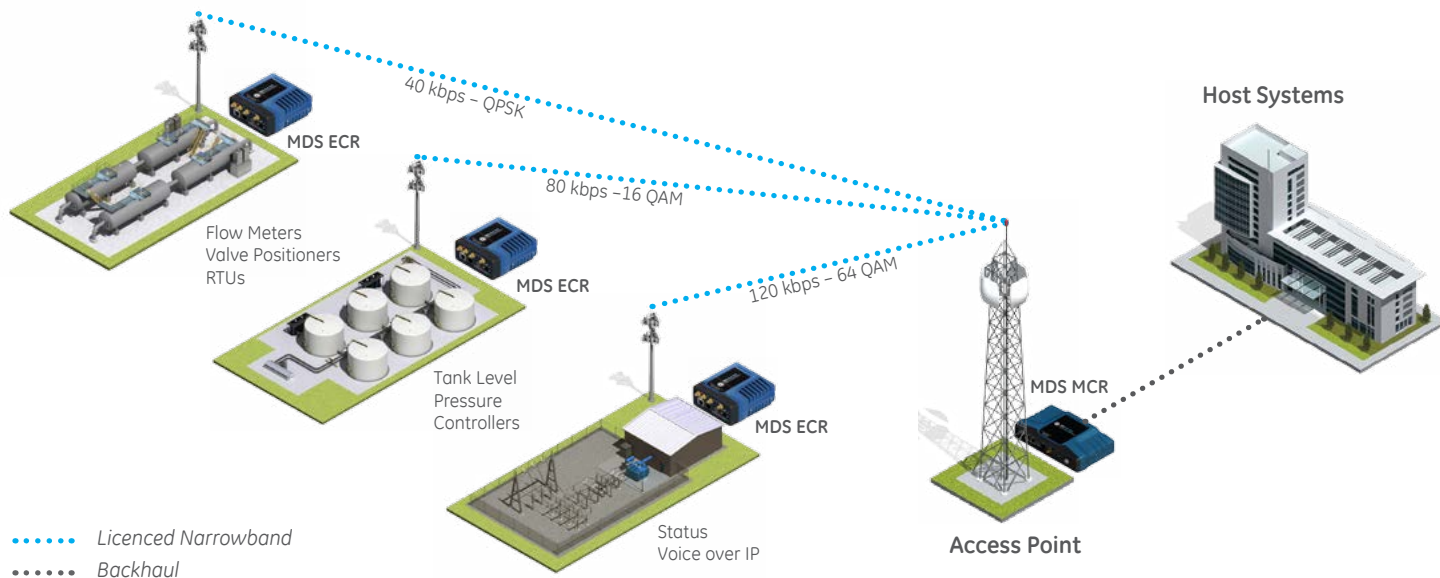 40 kbps – QPSK
Host Systems
MDS ECR
80 kbps –16 QAM
Flow Meters
Valve Positioners
RTUs
MDS ECR
120 kbps – 64 QAM
Tank Level
Pressure
Controllers
MDS MCR
MDS ECR
Status
Voice over IP
Access Point
Licenced Narrowband
Backhaul